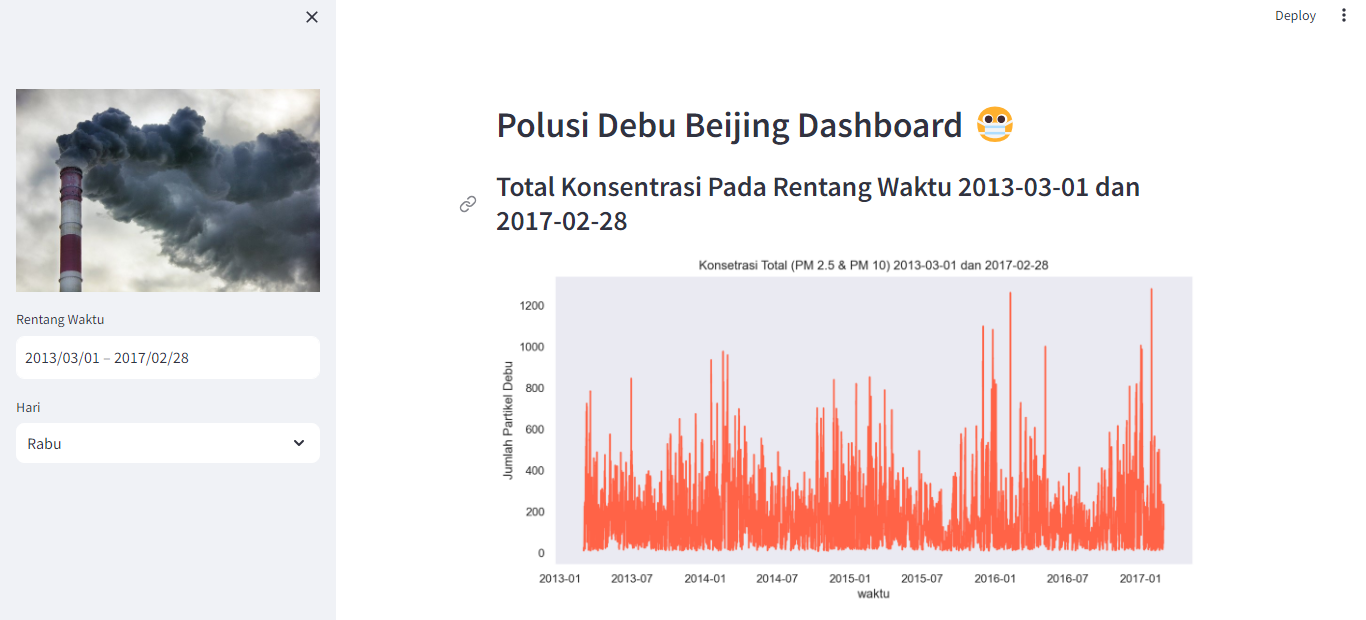 Deploy
Rentang Waktu
2013/03/01 – 2017/02/28
Hari
Rabu
Polusi Debu Beijing Dashboard 😷
Total Konsentrasi Pada Rentang Waktu 2013-03-01 dan
2017-02-28
Konsetrasi Total (PM 2.5 & PM 10) 2013-03-01 dan 2017-02-28
Jumlah Partikel Debu
1200
1000
800
600
400
200
0
2013-01 2013-07 2014-01 2014-07 2015-01 2015-07 2016-01 2016-07 2017-01
waktu